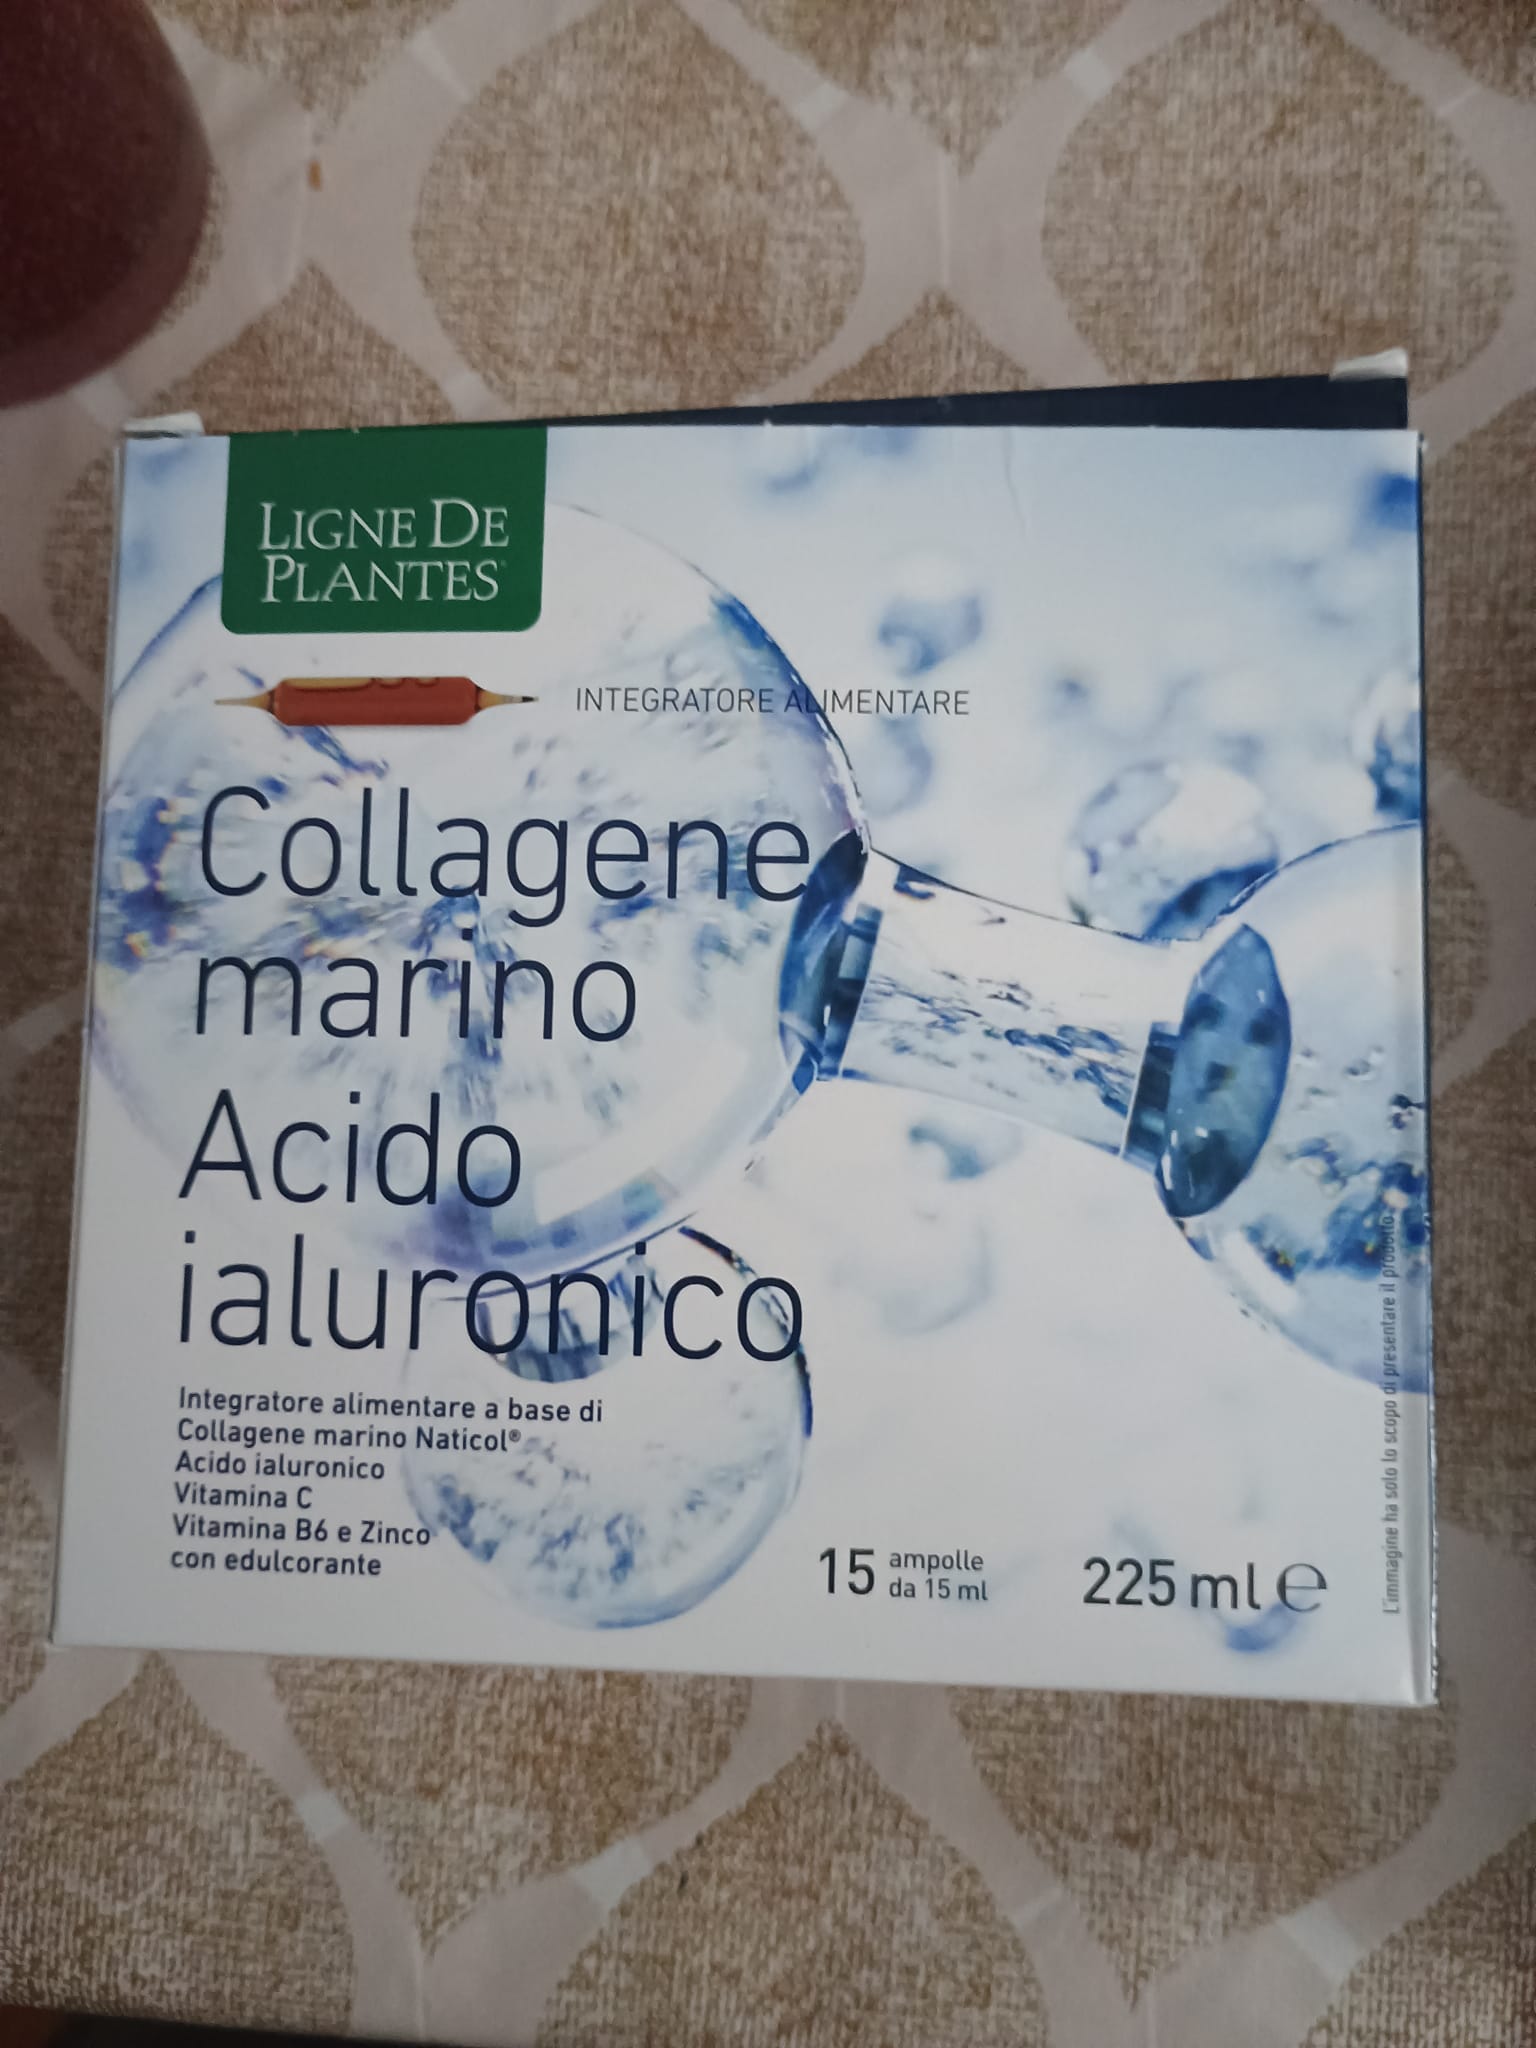 LIGNE DE
PLANTES
INTEGRATORE ALIMENTARE
Collagene
marino
Acido
ialuronico
Integratore alimentare a base di
Collagene marino Naticol®
Acido ialuronico
Vitamina C
Vitamina B6 e Zinco
con edulcorante
15 ampolle
da 15 ml
225 ml ℮
L'immagine ha solo lo scopo di presentare il prodotto.